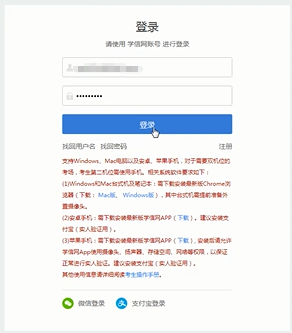 登录
请使用 学信网账号 进行登录
•••••••••
登录
找回用户名 找回密码 注册
支持Windows、Mac电脑以及安卓、苹果手机，对于需要双机位的
考场，考生第二机位需使用手机。相关系统软件要求如下：
(1)Windows和Mac台式机及笔记本：需下载安装最新版Chrome浏
览器（下载： Mac版、 Windows版），其中台式机需提前准备外
置摄像头。
(2)安卓手机：需下载安装最新版学信网APP（下载）。建议安装支
付宝（实人验证用）。
(3)苹果手机：需下载安装最新版学信网APP（下载），安装后请允许
学信网App使用摄像头、扬声器、存储空间、网络等权限，以保证
正常进行实人验证。建议安装支付宝（实人验证用）。
其他使用信息请详细阅读考生操作手册。
微信登录 支付宝登录